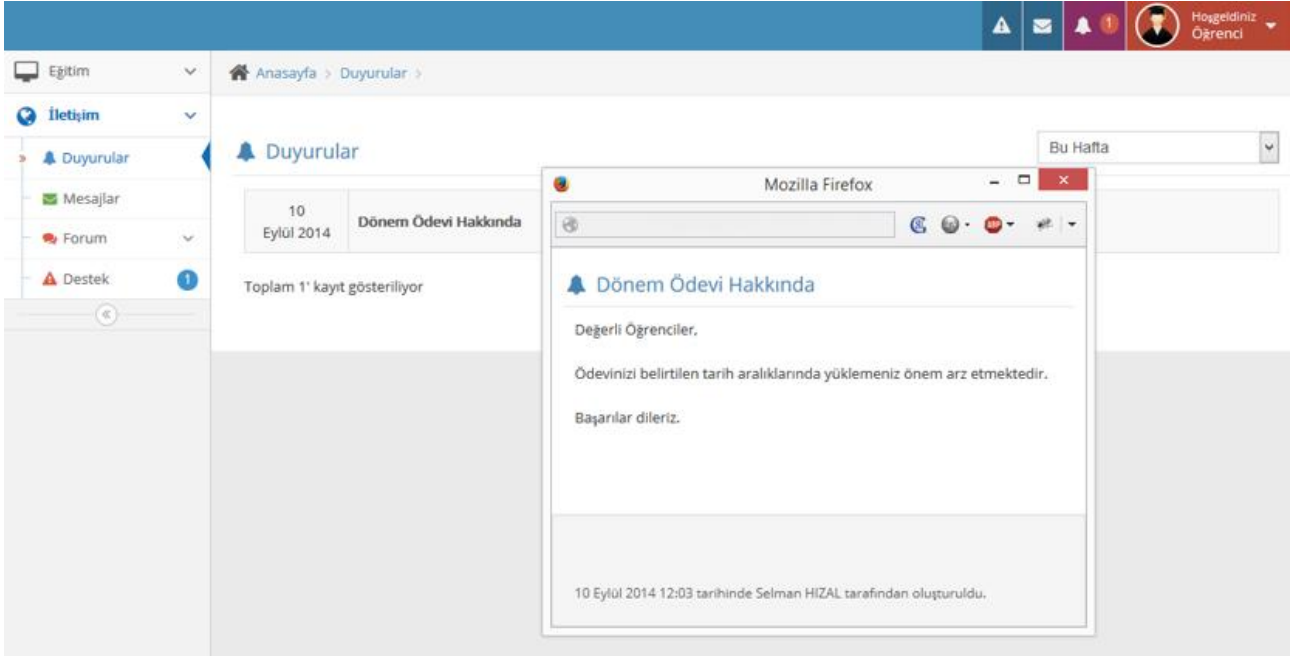 1
Hoşgeldiniz
Öğrenci
Eğitim
Anasayfa > Duyurular >
İletişim
Duyurular
Mesajlar
Forum
Destek
1
Duyurular
Bu Hafta
10
Eylül 2014
Dönem Ödevi Hakkında
Toplam 1' kayıt gösteriliyor
Mozilla Firefox
Dönem Ödevi Hakkında
Değerli Öğrenciler,
Ödevinizi belirtilen tarih aralıklarında yüklemeniz önem arz etmektedir.
Başarılar dileriz.
10 Eylül 2014 12:03 tarihinde Selman HIZAL tarafından oluşturuldu.